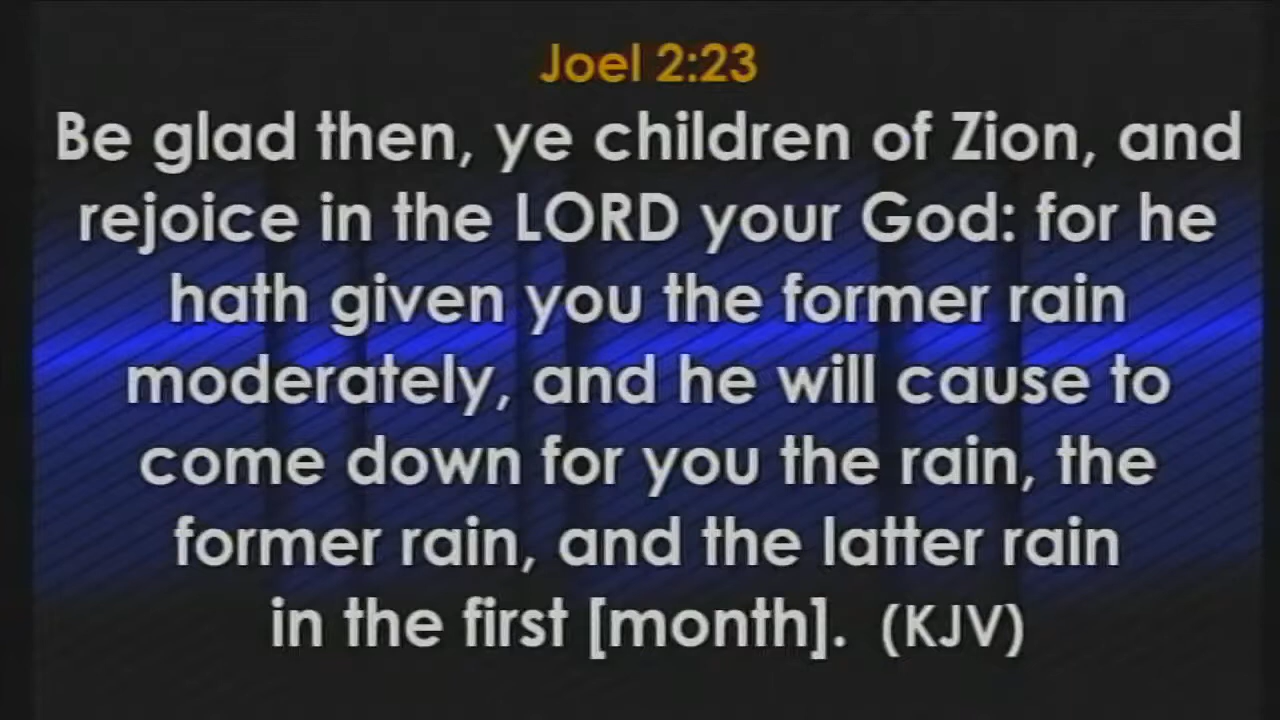 Joel 2:23
Be glad then, ye children of Zion, and
rejoice in the LORD your God: for he
hath given you the former rain
moderately, and he will cause to
come down for you the rain, the
former rain, and the latter rain
in the first [month]. (KJV)